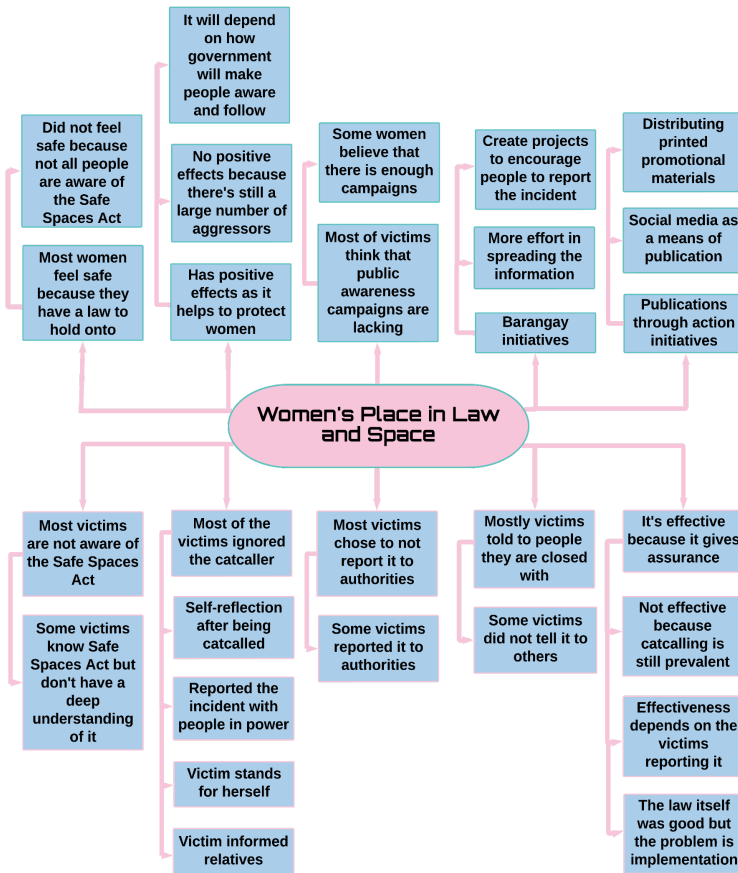 It will depend
on how
government
will make
people aware
and follow
Did not feel
safe because
not all people
are aware of
the Safe
Spaces Act
No positive
effects because
there's still a
large number of
aggressors
Some women
believe that
there is enough
campaigns
Create projects
to encourage
people to report
the incident
Distributing
printed
promotional
materials
Most women
feel safe
because they
have a law to
hold onto
Has positive
effects as it
helps to protect
women
Most of victims
think that
public
awareness
campaigns are
lacking
More effort in
spreading the
information
Barangay
initiatives
Social media as
a means of
publication
Publications
through action
initiatives
Women's Place in Law
and Space
Most victims
are not aware of
the Safe Spaces
Act
Some victims
know Safe
Spaces Act but
don't have a
deep
understanding
of it
Most of the
victims ignored
the catcaller
Self-reflection
after being
catcalled
Reported the
incident with
people in power
Victim stands
for herself
Victim informed
relatives
Most victims
chose to not
report it to
authorities
Some victims
reported it to
authorities
Mostly victims
told to people
they are closed
with
Some victims
did not tell it to
others
It's effective
because it gives
assurance
Not effective
because
catcalling is
still prevalent
Effectiveness
depends on the
victims
reporting it
The law itself
was good but
the problem is
implementation